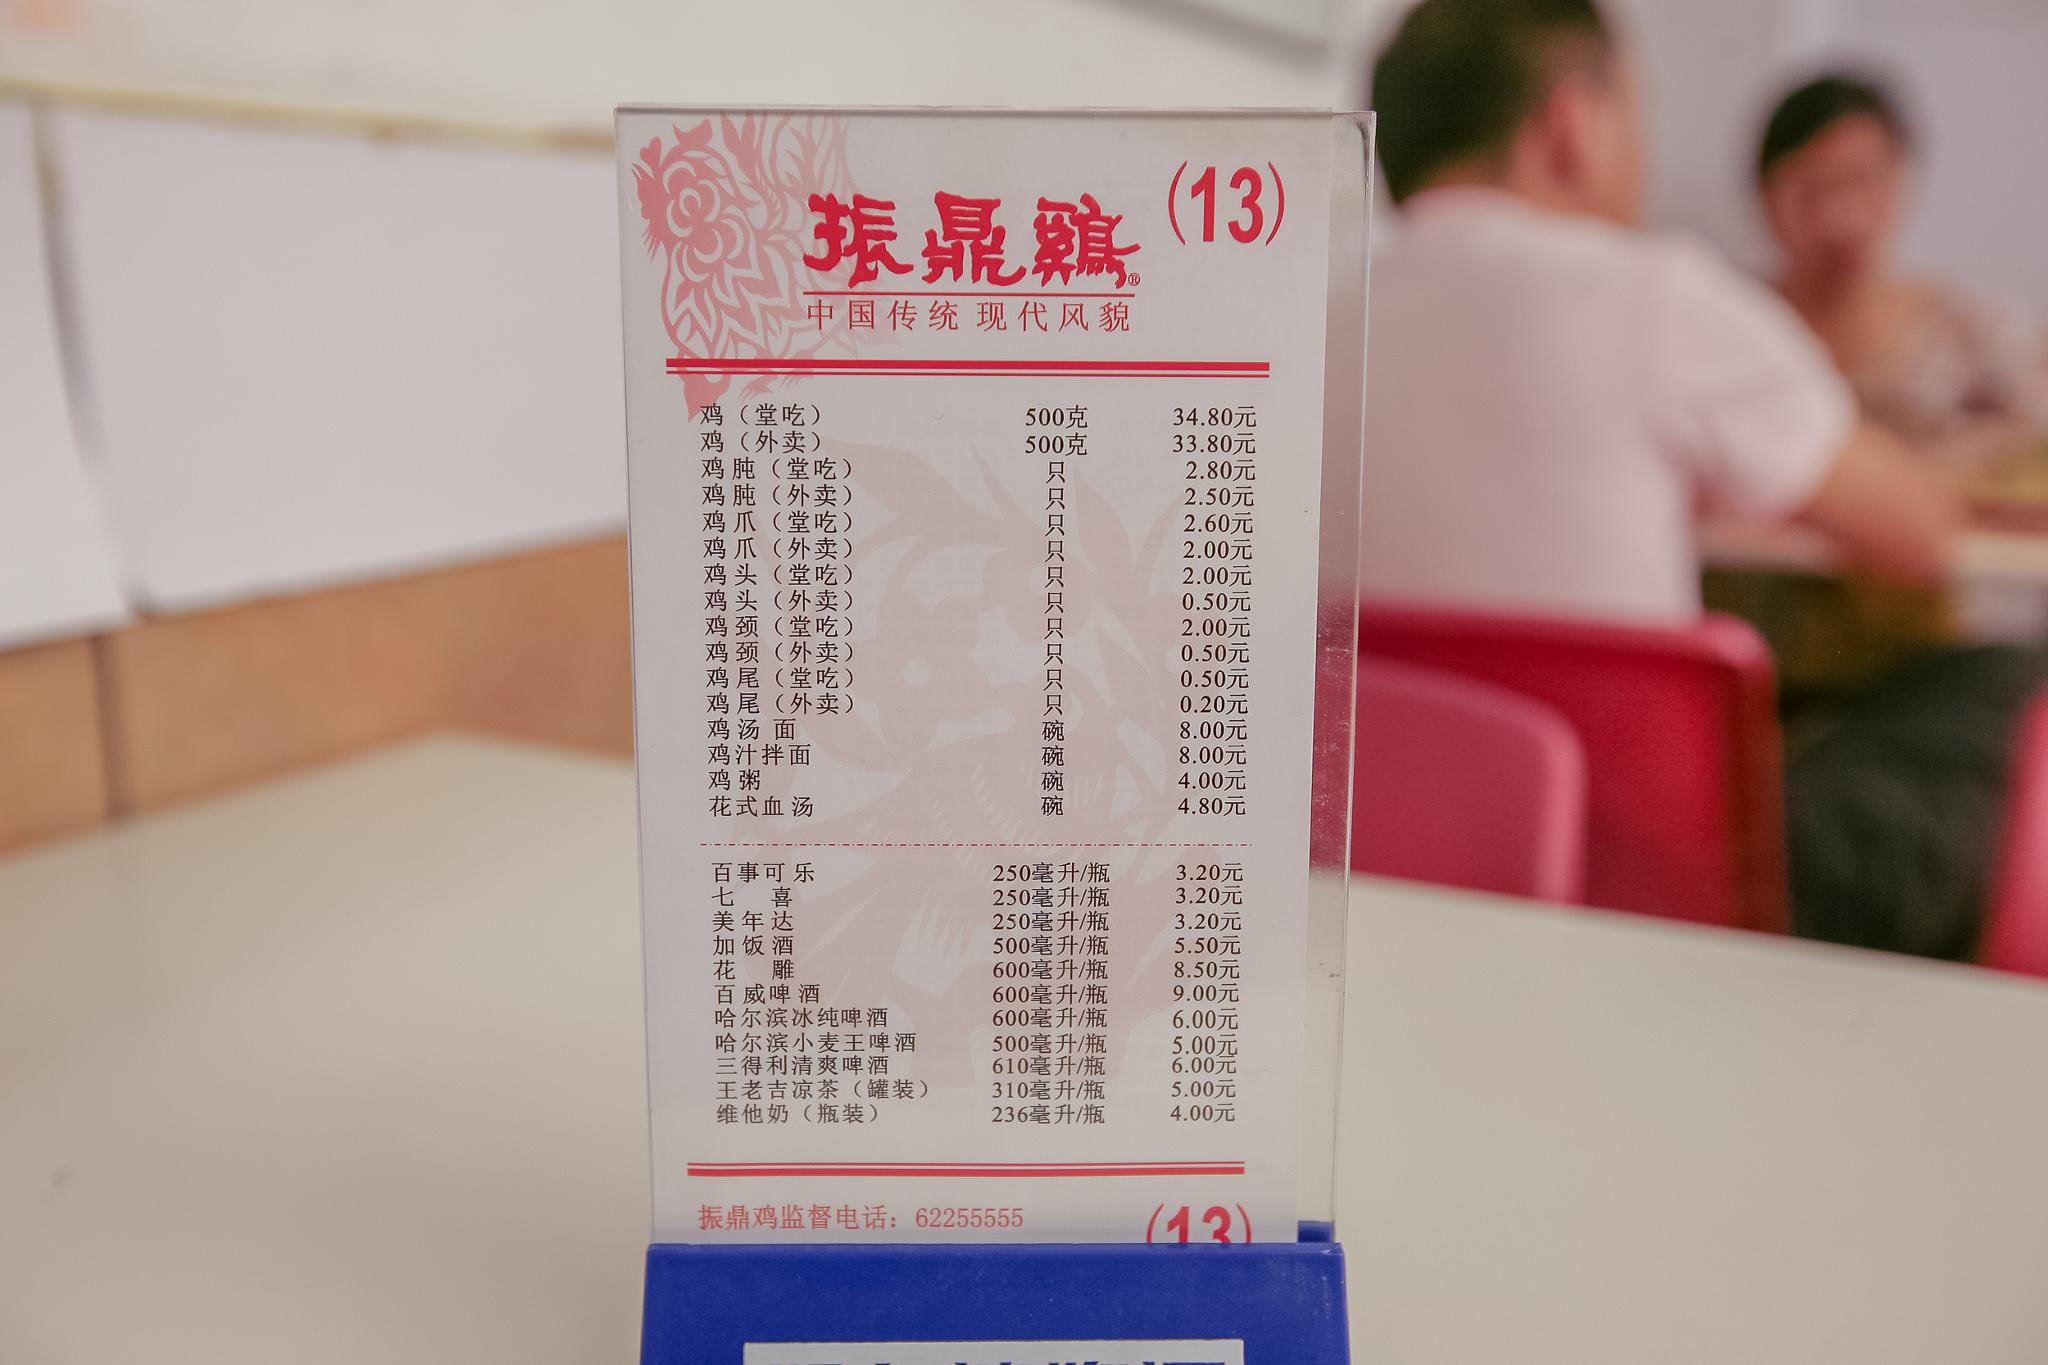 振鼎鷄® (13)
中国传统 现代风貌
鸡（堂吃） 500克 34.80元
鸡（外卖） 500克 33.80元
鸡肫（堂吃） 只 2.80元
鸡肫（外卖） 只 2.50元
鸡爪（堂吃） 只 2.60元
鸡爪（外卖） 只 2.00元
鸡头（堂吃） 只 2.00元
鸡头（外卖） 只 0.50元
鸡颈（堂吃） 只 2.00元
鸡颈（外卖） 只 0.50元
鸡尾（堂吃） 只 0.50元
鸡尾（外卖） 只 0.20元
鸡汤 面 碗 8.00元
鸡汁拌面 碗 8.00元
鸡粥 碗 4.00元
花式血汤 碗 4.80元
百事可乐 250毫升/瓶 3.20元
七 喜 250毫升/瓶 3.20元
美年达 250毫升/瓶 3.20元
加饭酒 500毫升/瓶 5.50元
花 雕 600毫升/瓶 8.50元
百威啤酒 600毫升/瓶 9.00元
哈尔滨冰纯啤酒 600毫升/瓶 6.00元
哈尔滨小麦王啤酒 500毫升/瓶 5.00元
三得利清爽啤酒 610毫升/瓶 6.00元
王老吉凉茶（罐装） 310毫升/瓶 5.00元
维他奶（瓶装） 236毫升/瓶 4.00元
振鼎鸡监督电话：62255555 (13)